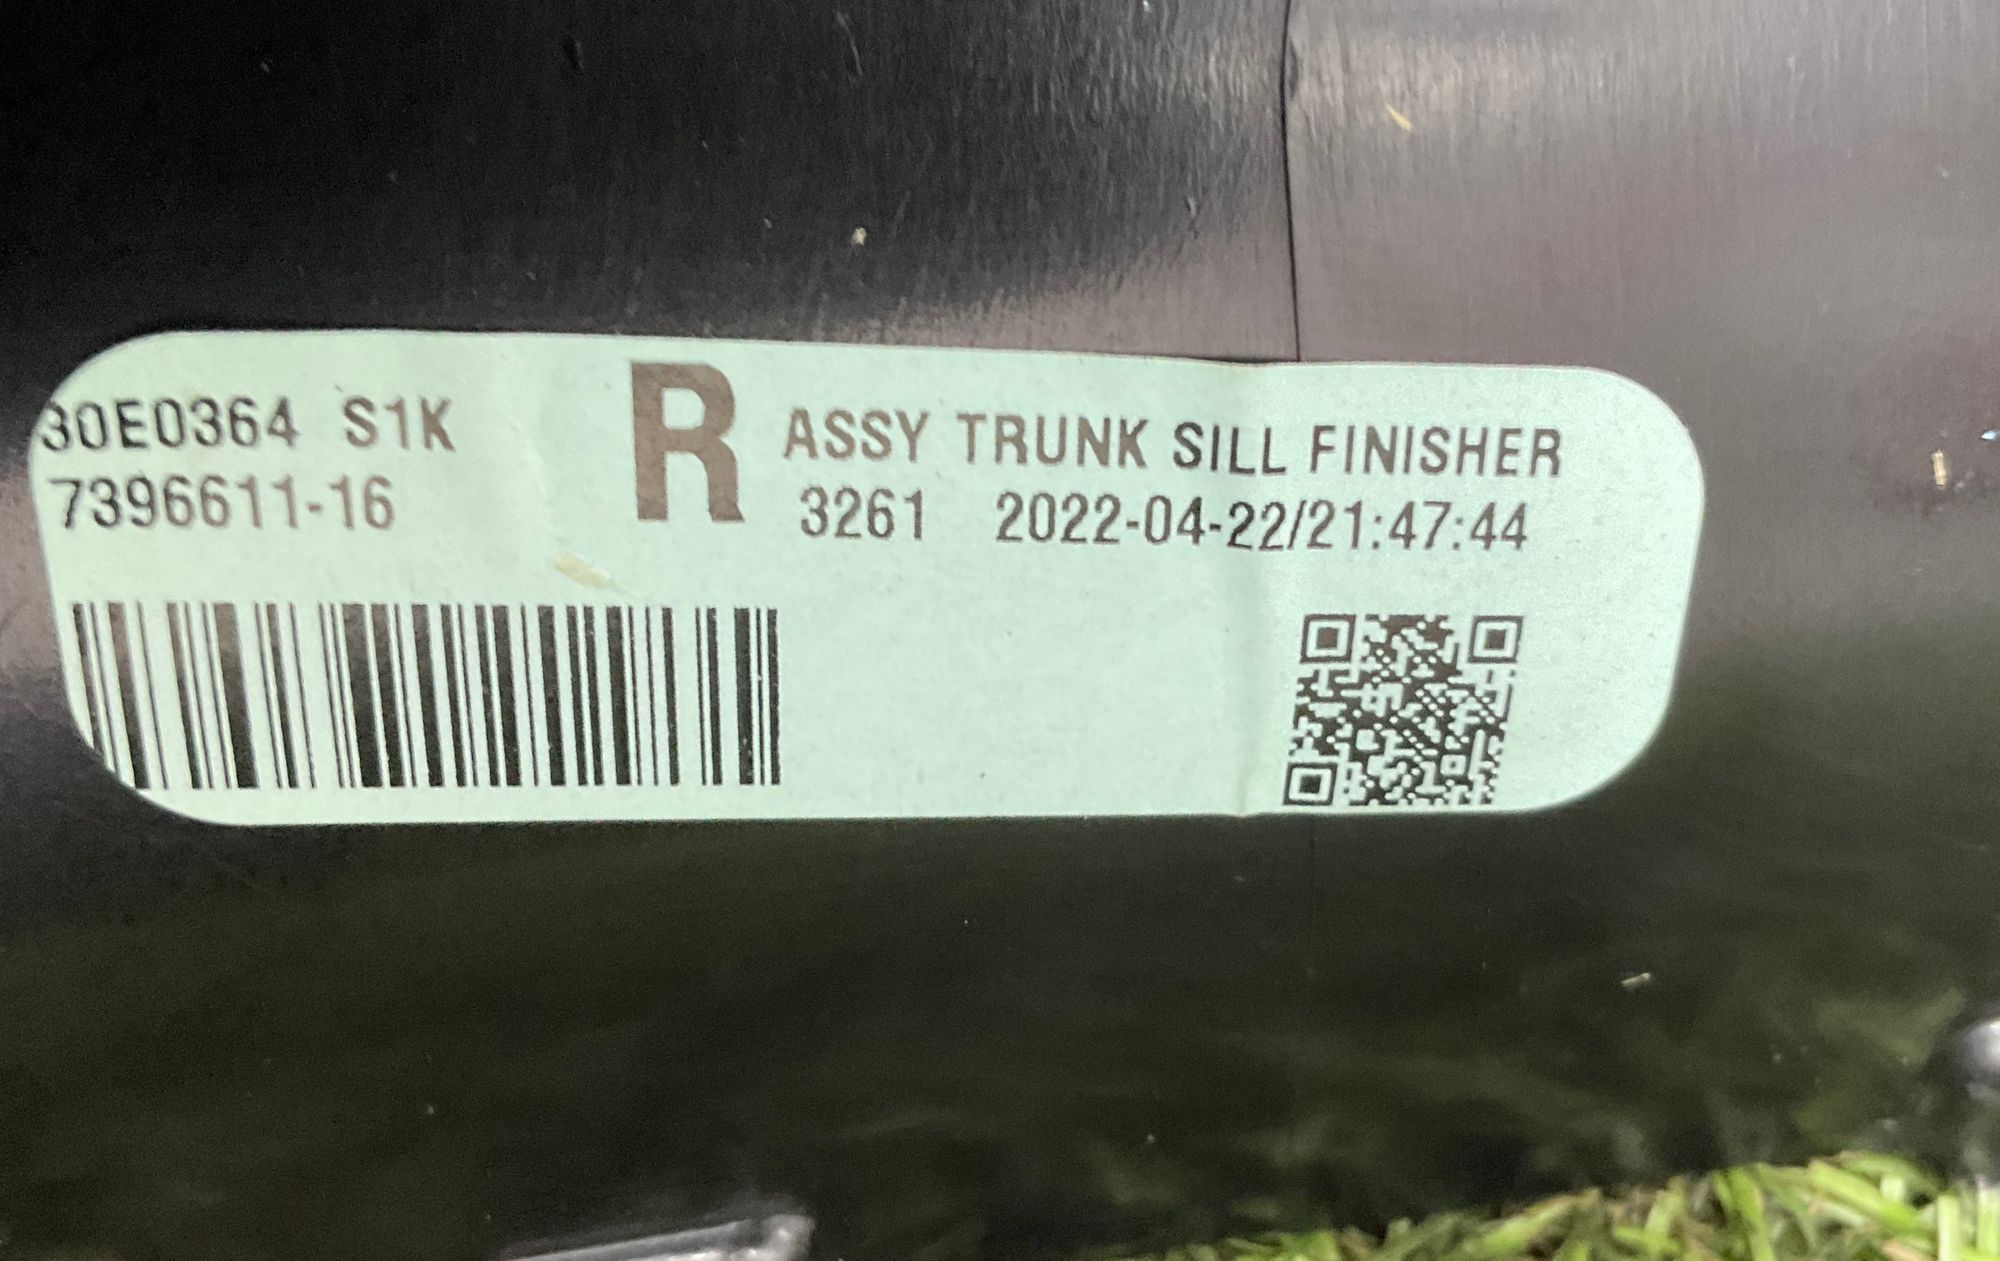 30E0364 S1K
7396611-16
R
ASSY TRUNK SILL FINISHER
3261 2022-04-22/21:47:44